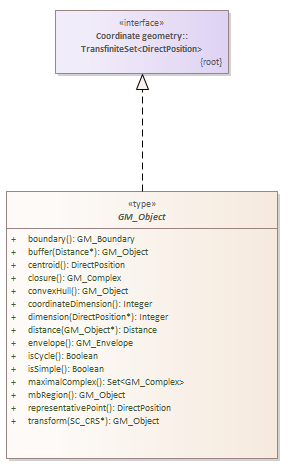 «interface»
Coordinate geometry::
TransfiniteSet<DirectPosition>
{root}
«type»
GM_Object
+ boundary(): GM_Boundary
+ buffer(Distance*): GM_Object
+ centroid(): DirectPosition
+ closure(): GM_Complex
+ convexHull(): GM_Object
+ coordinateDimension(): Integer
+ dimension(DirectPosition*): Integer
+ distance(GM_Object*): Distance
+ envelope(): GM_Envelope
+ isCycle(): Boolean
+ isSimple(): Boolean
+ maximalComplex(): Set<GM_Complex>
+ mbRegion(): GM_Object
+ representativePoint(): DirectPosition
+ transform(SC_CRS*): GM_Object